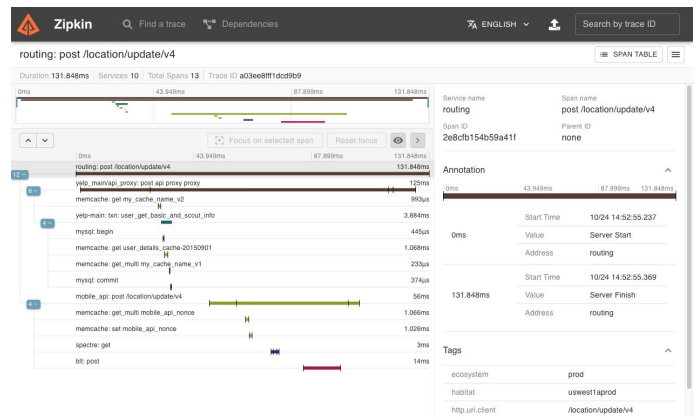 Zipkin
Find a trace
Dependencies
ENGLISH
Search by trace ID
routing: post /location/update/v4
SPAN TABLE
Duration 131.848ms Services 10 Total Spans 13 Trace ID a03ee8fff1dcd9b9
0ms 43.949ms 87.899ms 131.848ms
Focus on selected span Reset focus
0ms 43.949ms 87.899ms 131.848ms
routing: post /location/update/v4 131.848ms
12
yelp_main/api_proxy: post api proxy proxy 125ms
6
memcache: get my_cache_name_v2 993µs
yelp-main: txn: user_get_basic_and_scout_info 3.884ms
4
mysql: begin 445µs
memcache: get user_details_cache-20150901 1.068ms
memcache: get_multi my_cache_name_v1 233µs
mysql: commit 374µs
mobile_api: post /location/update/v4 56ms
4
memcache: get_multi mobile_api_nonce 1.066ms
memcache: set mobile_api_nonce 1.026ms
spectre: get 3ms
blt: post 14ms
Service name Span name
routing post /location/update/v4
Span ID Parent ID
2e8cfb154b59a41f none
Annotation
0ms 43.949ms 87.899ms 131.848ms
Start Time 10/24 14:52:55.237
0ms Value Server Start
Address routing
Start Time 10/24 14:52:55.369
131.848ms Value Server Finish
Address routing
Tags
ecosystem prod
habitat uswest1aprod
http.uri.client /location/update/v4